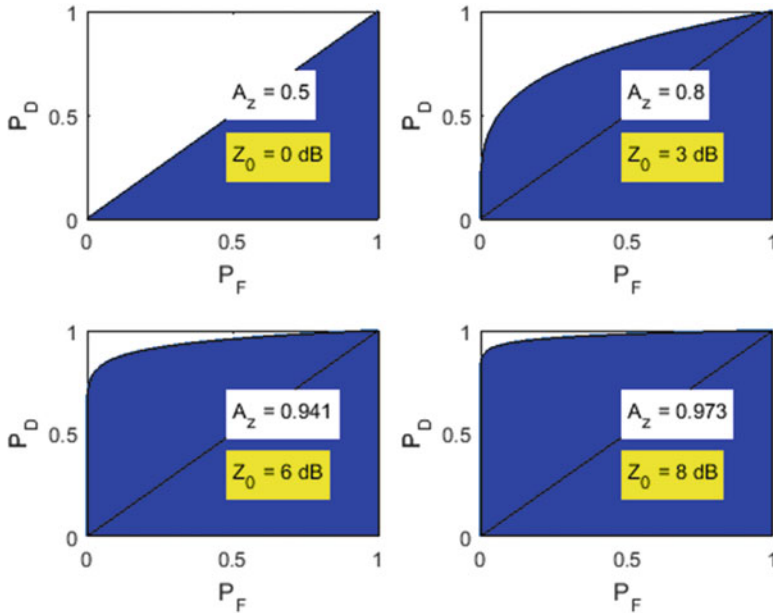 1
P_D
0.5
0
A_z = 0.5
Z_0 = 0 dB
0 0.5 1
P_F
1
P_D
0.5
0
A_z = 0.8
Z_0 = 3 dB
0 0.5 1
P_F
1
P_D
0.5
0
A_z = 0.941
Z_0 = 6 dB
0 0.5 1
P_F
1
P_D
0.5
0
A_z = 0.973
Z_0 = 8 dB
0 0.5 1
P_F